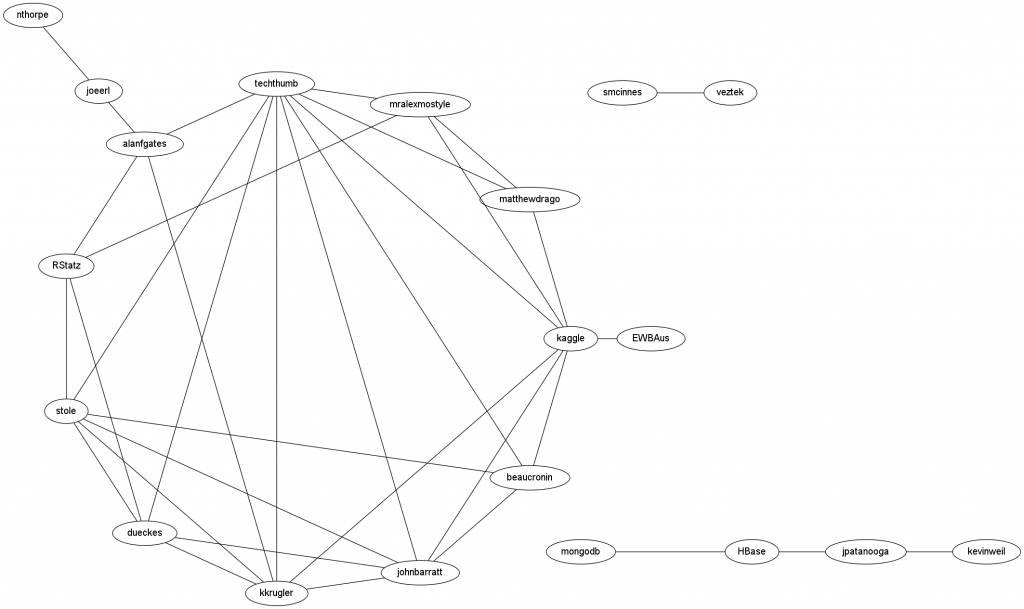 nthorpe
techthumb
joeerl
smcinnes
veztek
mralexmostyle
alanfgates
matthewdrago
RStatz
kaggle
EWBAus
stole
beaucronin
dueckes
mongodb
HBase
jpatanooga
kevinweil
johnbarratt
kkrugler